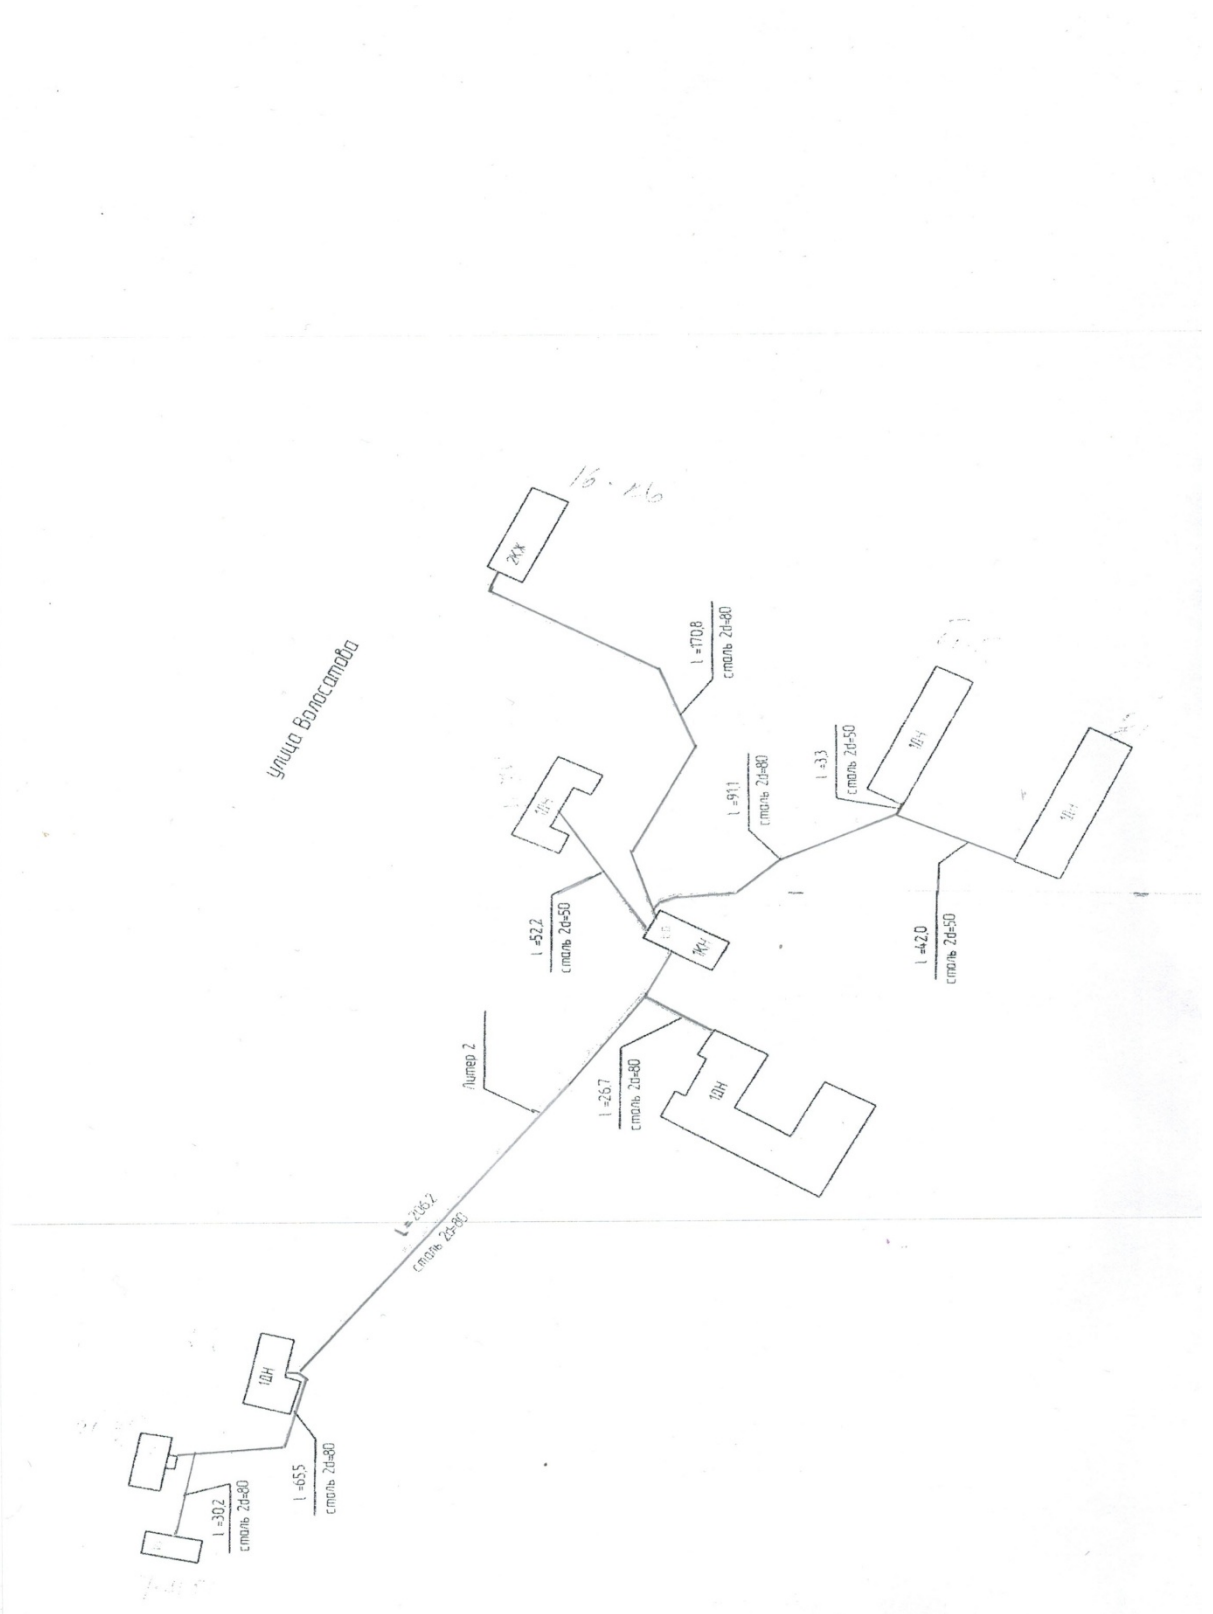 улица Волосатова
2КЖ
16-
l =170,8
сталь 2d=80
l =91,1
сталь 2d=80
l =3,3
сталь 2d=50
1ДН
l =52,2
сталь 2d=50
1КН
l =42,0
сталь 2d=50
Литер 2
l =26,7
сталь 2d=80
1ДН
l =206,2
сталь 2d=80
1ДН
l =65,5
сталь 2d=80
l =30,2
сталь 2d=80